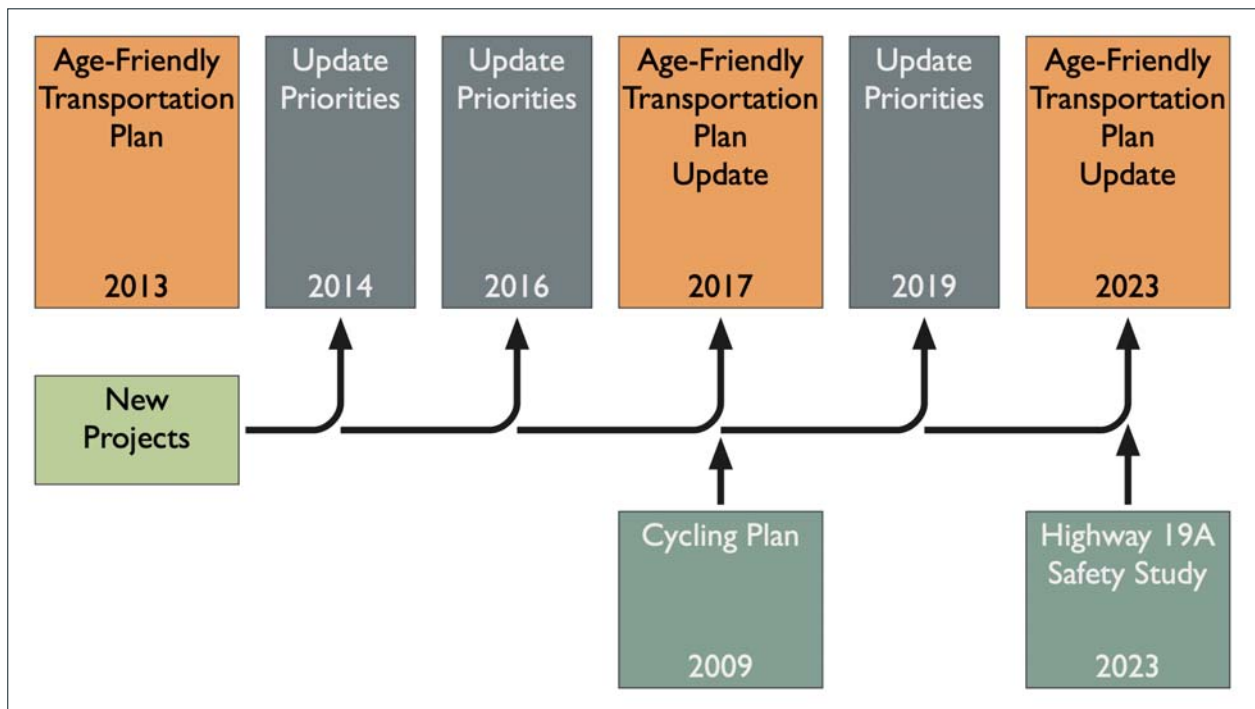 Age-Friendly
Transportation
Plan
2013
Update
Priorities
2014
Update
Priorities
2016
Age-Friendly
Transportation
Plan
Update
2017
Update
Priorities
2019
Age-Friendly
Transportation
Plan
Update
2023
New
Projects
Cycling Plan
2009
Highway 19A
Safety Study
2023